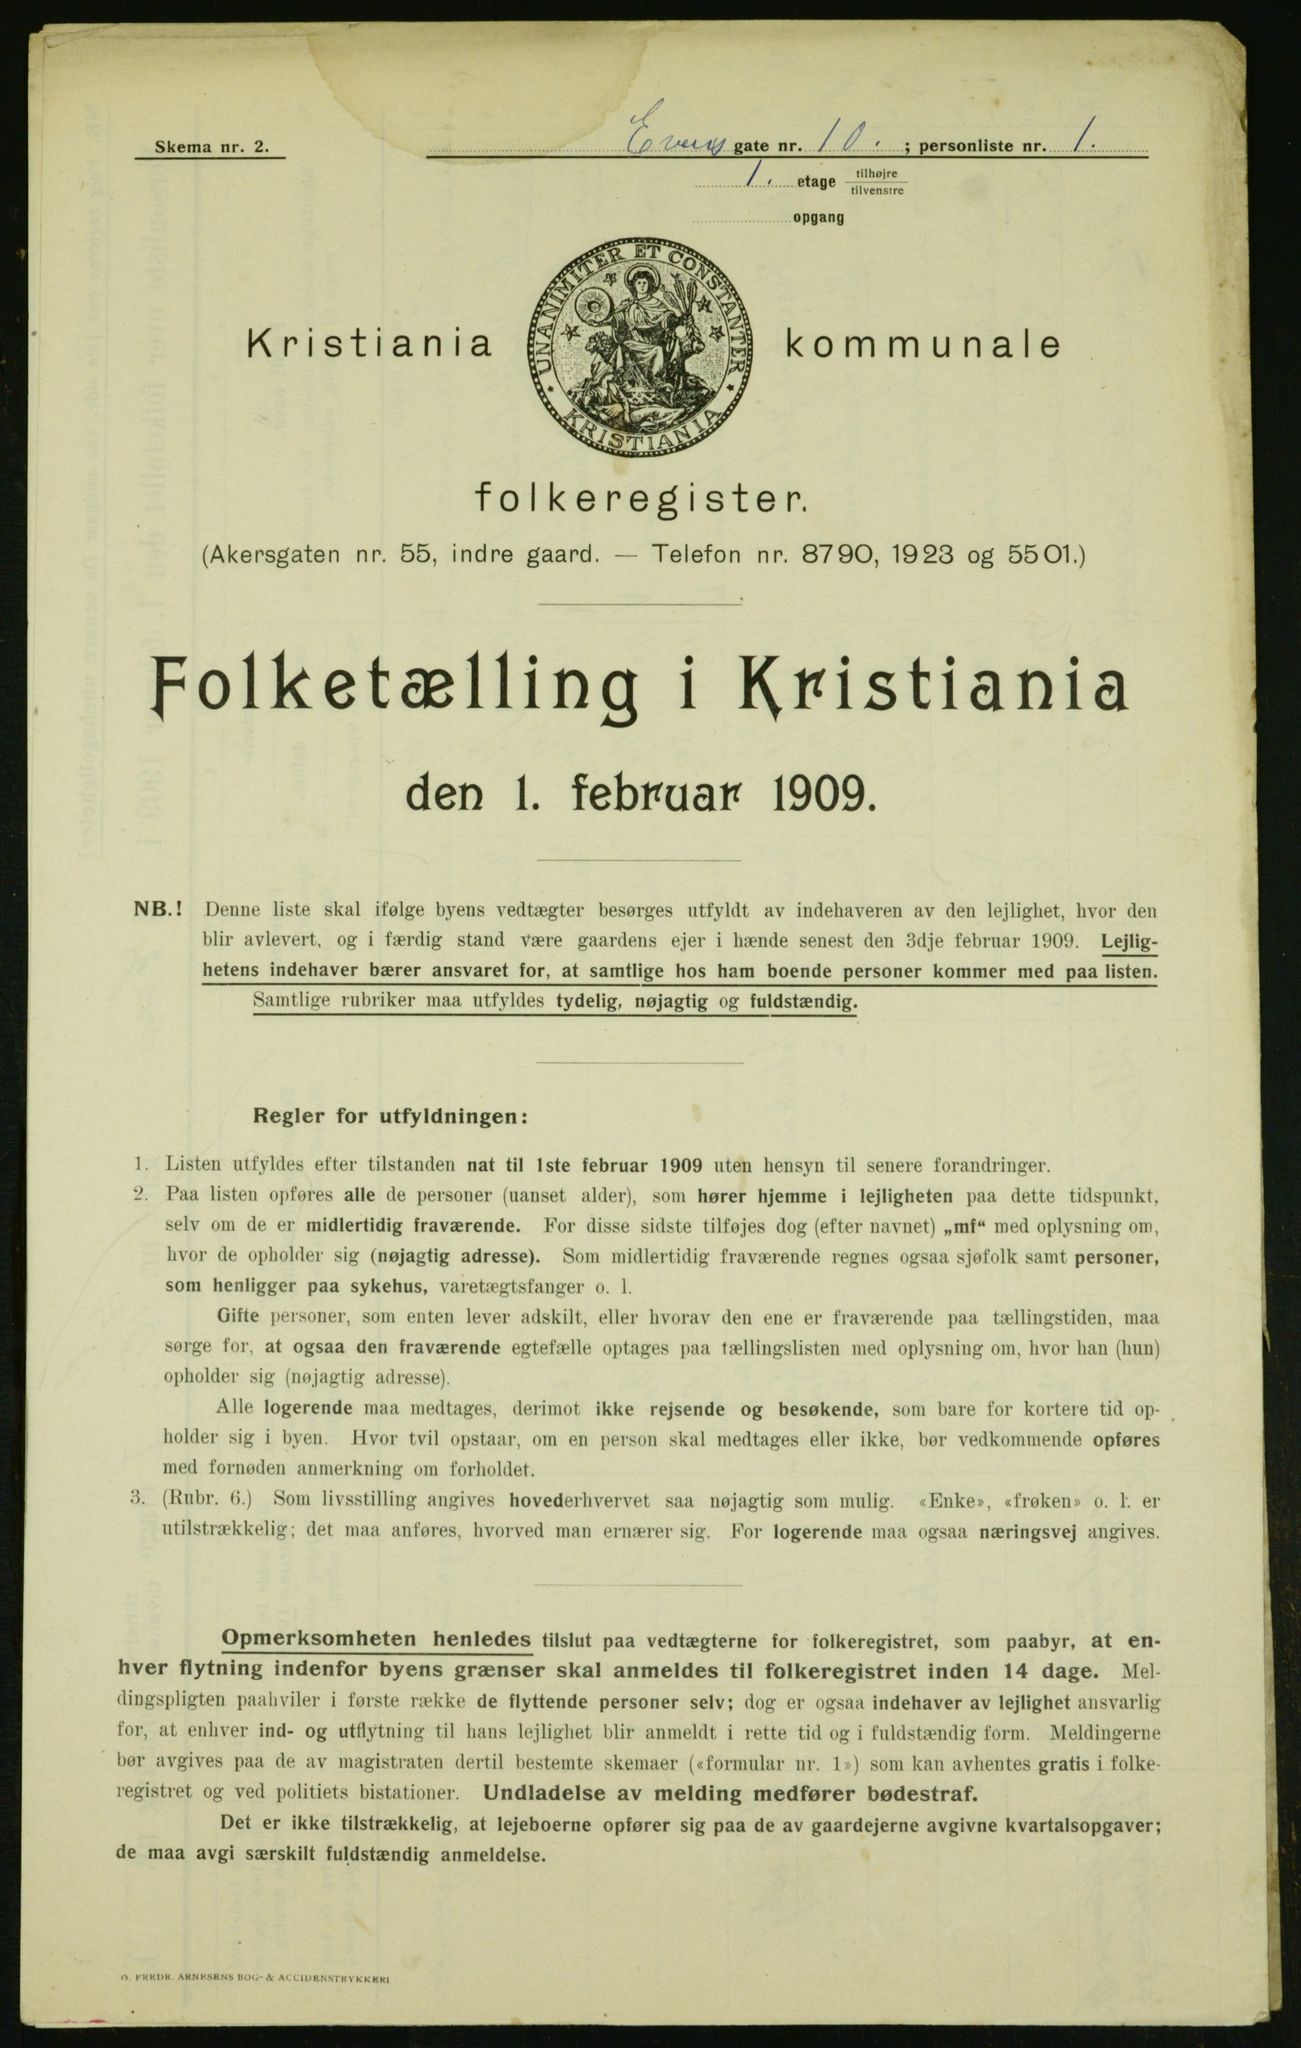 Skema nr. 2.
Evens gate nr. 10. ; personliste nr. 1.
1. etage tilhøjre
tilvenstre
opgang
UNANIMITER ET CONSTANTER
KRISTIANIA
Kristiania kommunale
folkeregister.
(Akersgaten nr. 55, indre gaard. — Telefon nr. 8790, 1923 og 5501.)
Folketælling i Kristiania
den 1. februar 1909.
NB.! Denne liste skal ifølge byens vedtægter besørges utfyldt av indehaveren av den lejlighet, hvor den
blir avlevert, og i færdig stand være gaardens ejer i hænde senest den 3dje februar 1909. Lejlig-
hetens indehaver bærer ansvaret for, at samtlige hos ham boende personer kommer med paa listen.
Samtlige rubriker maa utfyldes tydelig, nøjagtig og fuldstændig.
Regler for utfyldningen:
1. Listen utfyldes efter tilstanden nat til 1ste februar 1909 uten hensyn til senere forandringer.
2. Paa listen opføres alle de personer (uanset alder), som hører hjemme i lejligheten paa dette tidspunkt,
selv om de er midlertidig fraværende. For disse sidste tilføjes dog (efter navnet) „mf“ med oplysning om,
hvor de opholder sig (nøjagtig adresse). Som midlertidig fraværende regnes ogsaa sjøfolk samt personer,
som henligger paa sykehus, varetægtsfanger o. l.
Gifte personer, som enten lever adskilt, eller hvorav den ene er fraværende paa tællingstiden, maa
sørge for, at ogsaa den fraværende egtefælle optages paa tællingslisten med oplysning om, hvor han (hun)
opholder sig (nøjagtig adresse).
Alle logerende maa medtages, derimot ikke rejsende og besøkende, som bare for kortere tid op-
holder sig i byen. Hvor tvil opstaar, om en person skal medtages eller ikke, bør vedkommende opføres
med fornøden anmerkning om forholdet.
3. (Rubr. 6.) Som livsstilling angives hovederhvervet saa nøjagtig som mulig. «Enke», «frøken» o. l. er
utilstrækkelig; det maa anføres, hvorved man ernærer sig. For logerende maa ogsaa næringsvej angives.
Opmerksomheten henledes tilslut paa vedtægterne for folkeregistret, som paabyr, at en-
hver flytning indenfor byens grænser skal anmeldes til folkeregistret inden 14 dage. Mel-
dingspligten paahviler i første række de flyttende personer selv; dog er ogsaa indehaver av lejlighet ansvarlig
for, at enhver ind- og utflytning til hans lejlighet blir anmeldt i rette tid og i fuldstændig form. Meldingerne
bør avgives paa de av magistraten dertil bestemte skemaer («formular nr. 1») som kan avhentes gratis i folke-
registret og ved politiets bistationer. Undladelse av melding medfører bødestraf.
Det er ikke tilstrækkelig, at lejeboerne opfører sig paa de av gaardejerne avgivne kvartalsopgaver;
de maa avgi særskilt fuldstændig anmeldelse.
O. FREDR. ARNESENS BOG- & ACCIDENSTRYKKERI